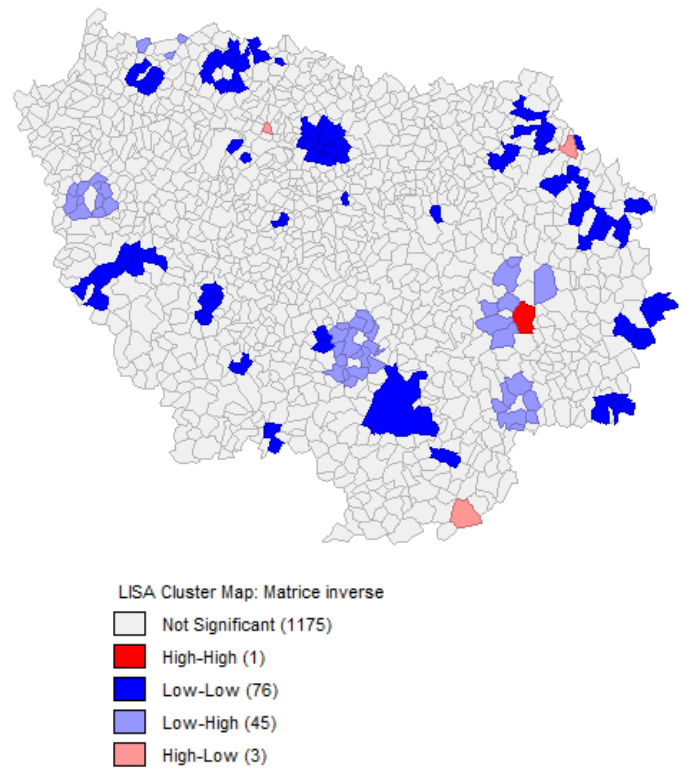 LISA Cluster Map: Matrice inverse
Not Significant (1175)
High-High (1)
Low-Low (76)
Low-High (45)
High-Low (3)